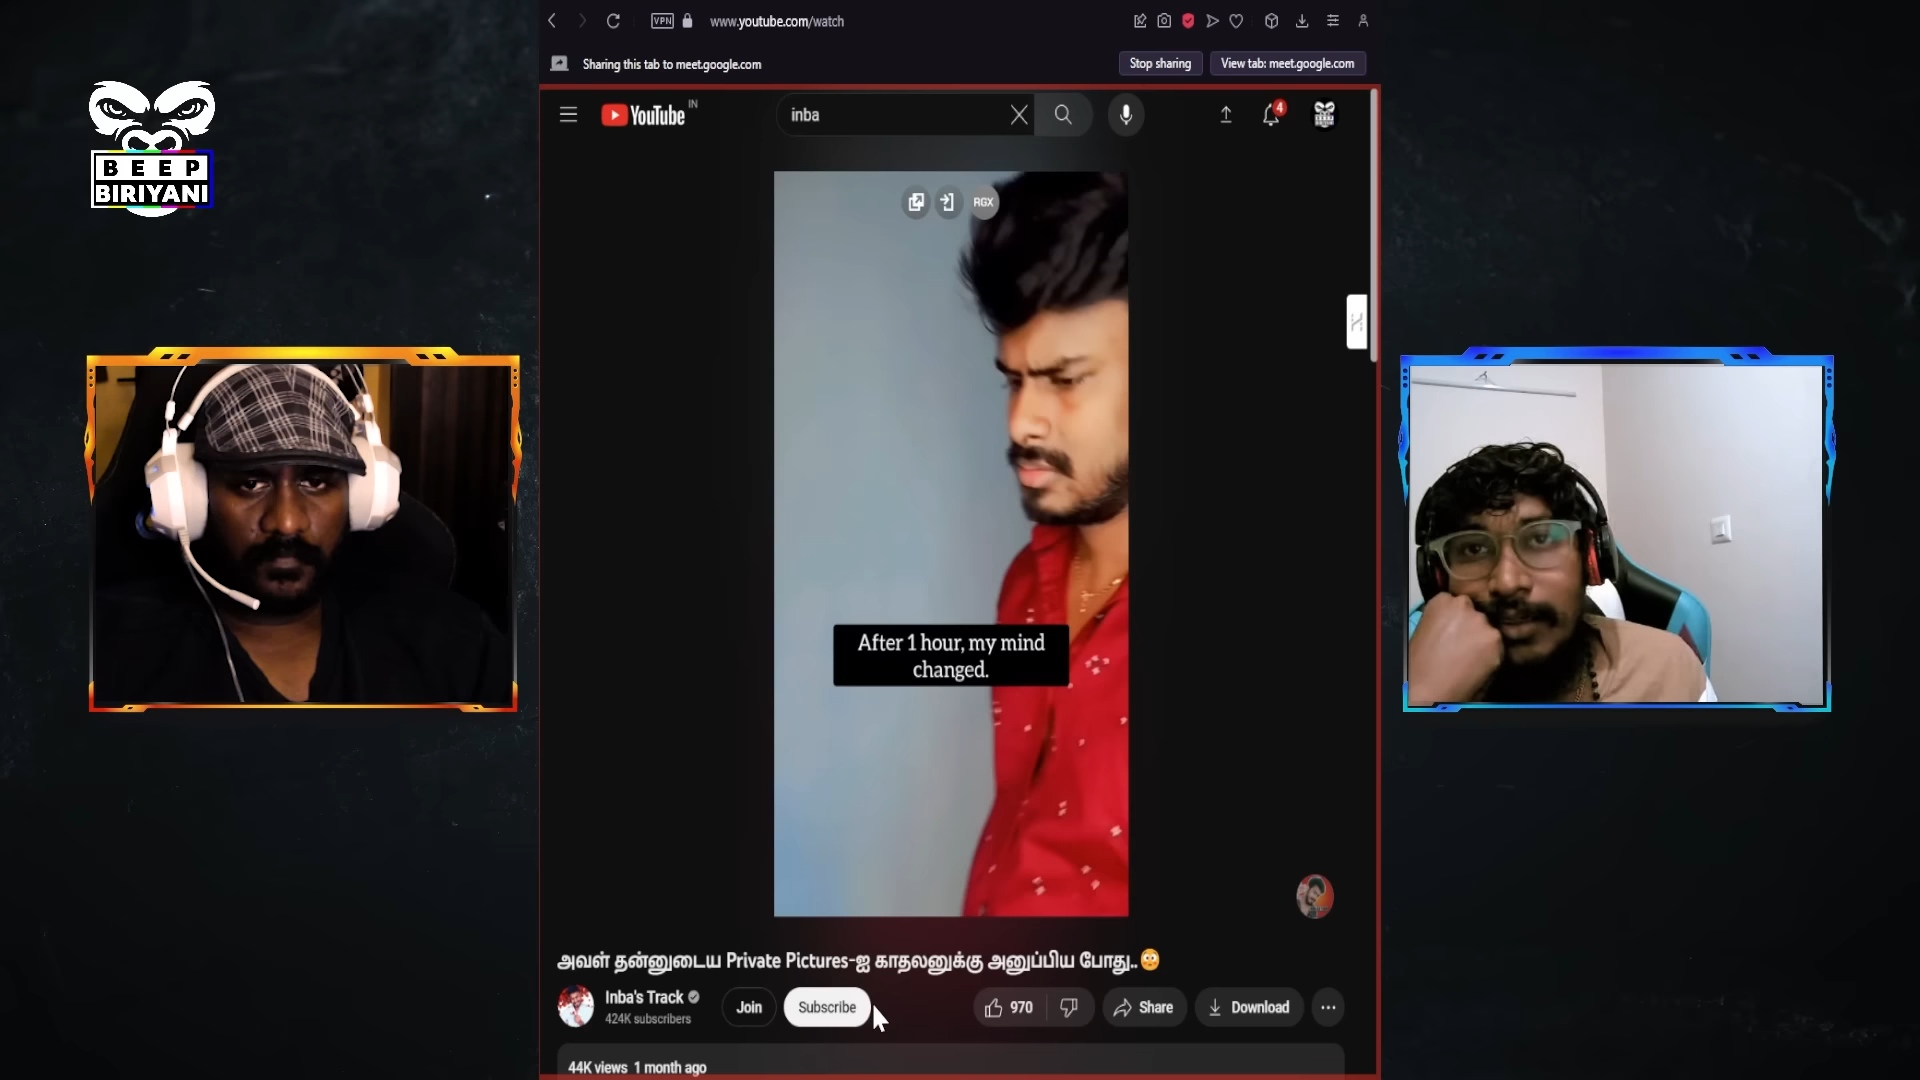 VPN
www.youtube.com/watch
Sharing this tab to meet.google.com
Stop sharing
View tab: meet.google.com
BEEP
BIRIYANI
YouTube IN
inba
4
RGX
After 1 hour, my mind
changed.
அவள் தன்னுடைய Private Pictures-ஐ காதலனுக்கு அனுப்பிய போது..😳
Inba's Track
424K subscribers
Join
Subscribe
970
Share
Download
44K views 1 month ago